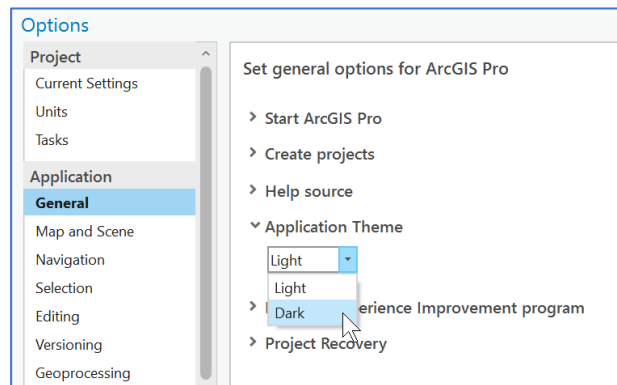 Options
Project
Current Settings
Units
Tasks
Application
General
Map and Scene
Navigation
Selection
Editing
Versioning
Geoprocessing
Set general options for ArcGIS Pro
Start ArcGIS Pro
Create projects
Help source
Application Theme
Light
Light
Dark
erience Improvement program
Project Recovery